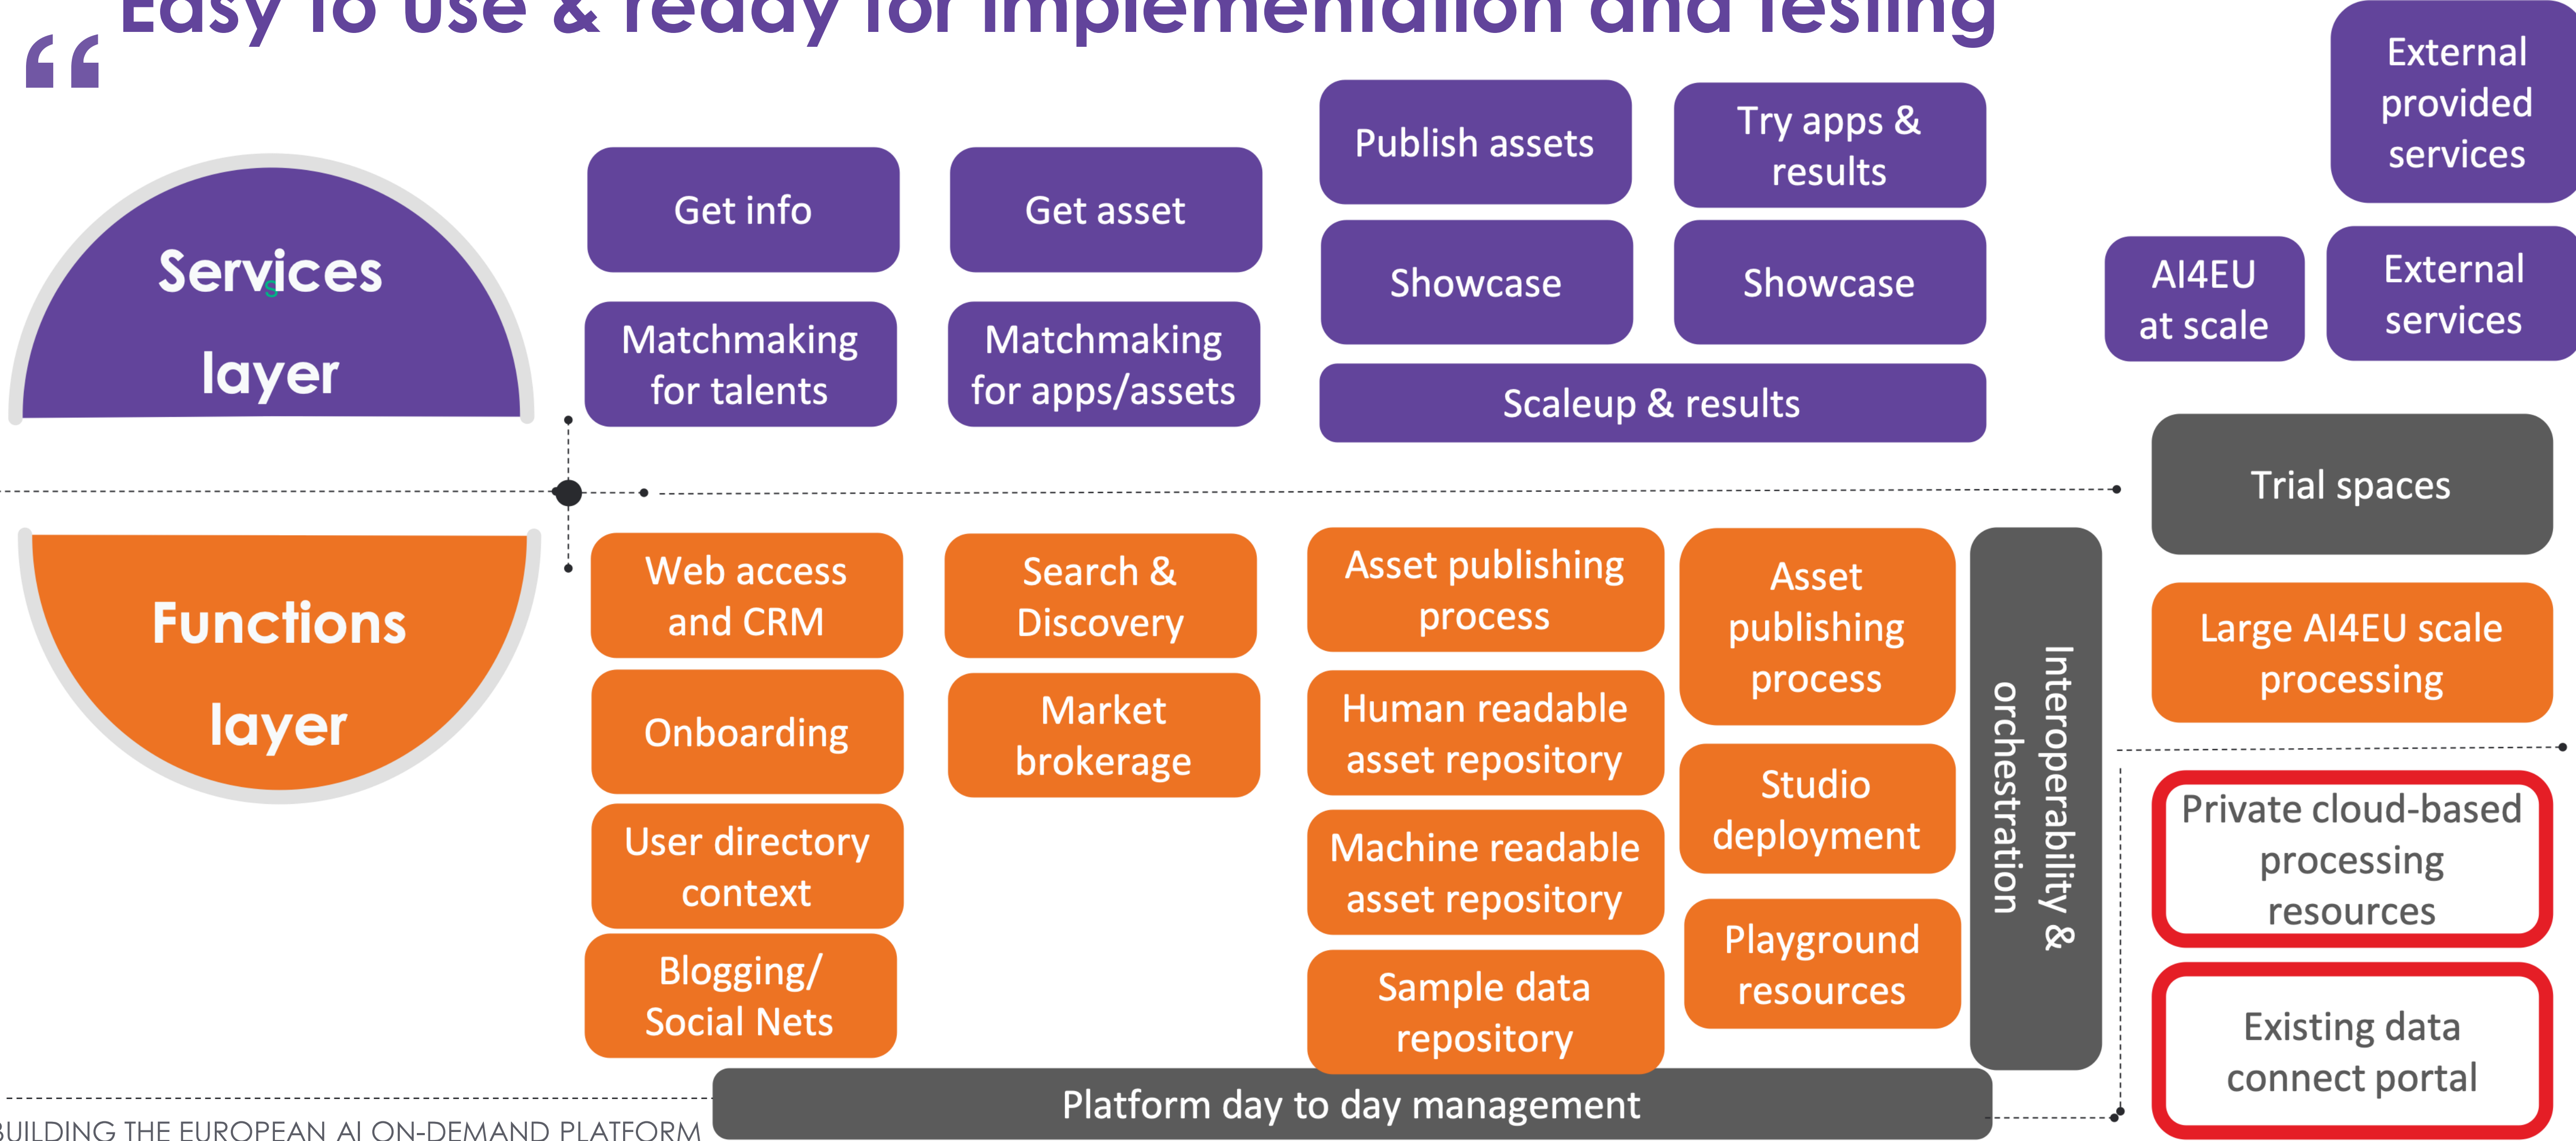 Easy to use & ready for implementation and testing
“
Services
s
layer
Get info
Get asset
Publish assets
Try apps &
results
External
provided
services
Matchmaking
for talents
Matchmaking
for apps/assets
Showcase
Showcase
AI4EU
at scale
External
services
Scaleup & results
Trial spaces
Functions
layer
Web access
and CRM
Onboarding
User directory
context
Blogging/
Social Nets
Search &
Discovery
Market
brokerage
Asset publishing
process
Human readable
asset repository
Machine readable
asset repository
Sample data
repository
Asset
publishing
process
Studio
deployment
Playground
resources
Interoperability &
orchestration
Large AI4EU scale
processing
Private cloud-based
processing
resources
Existing data
connect portal
Platform day to day management
BUILDING THE EUROPEAN AI ON-DEMAND PLATFORM